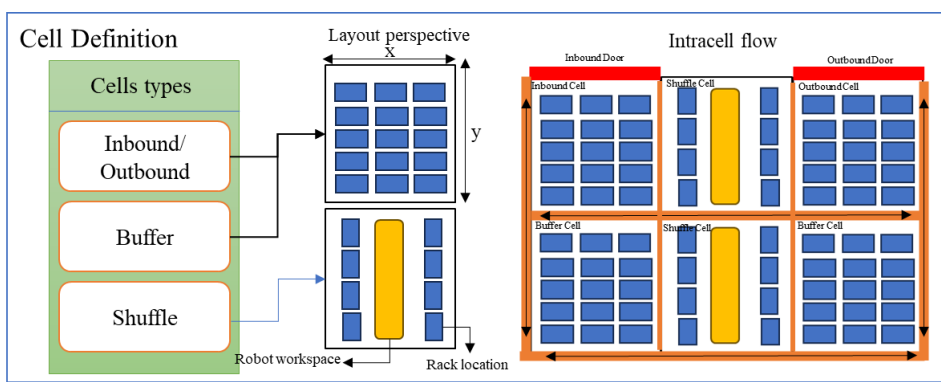 Cell Definition
Cells types
Inbound/
Outbound
Buffer
Shuffle
Layout perspective
x
y
Robot workspace
Rack location
Intracell flow
Inbound Door
Outbound Door
Inbound Cell
Shuffle Cell
Outbound Cell
Buffer Cell
Shuffle Cell
Buffer Cell